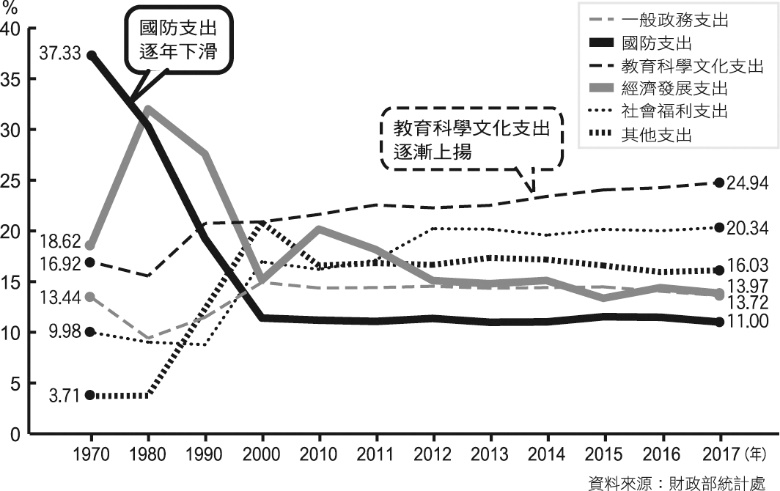 %
40
35
30
25
20
15
10
5
0
國防支出
逐年下滑
教育科學文化支出
逐漸上揚
一般政務支出
國防支出
教育科學文化支出
經濟發展支出
社會福利支出
其他支出
37.33
18.62
16.92
13.44
9.98
3.71
24.94
20.34
16.03
13.97
13.72
11.00
1970 1980 1990 2000 2010 2011 2012 2013 2014 2015 2016 2017(年)
資料來源：財政部統計處